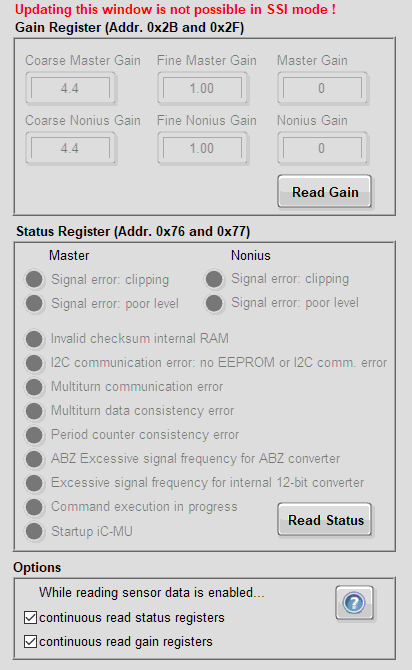 Updating this window is not possible in SSI mode !
Gain Register (Addr. 0x2B and 0x2F)
Coarse Master Gain Fine Master Gain Master Gain
4.4 1.00 0
Coarse Nonius Gain Fine Nonius Gain Nonius Gain
4.4 1.00 0
Read Gain
Status Register (Addr. 0x76 and 0x77)
Master Nonius
Signal error: clipping Signal error: clipping
Signal error: poor level Signal error: poor level
Invalid checksum internal RAM
I2C communication error: no EEPROM or I2C comm. error
Multiturn communication error
Multiturn data consistency error
Period counter consistency error
ABZ Excessive signal frequency for ABZ converter
Excessive signal frequency for internal 12-bit converter
Command execution in progress
Startup iC-MU
Read Status
Options
While reading sensor data is enabled...
continuous read status registers
continuous read gain registers
?